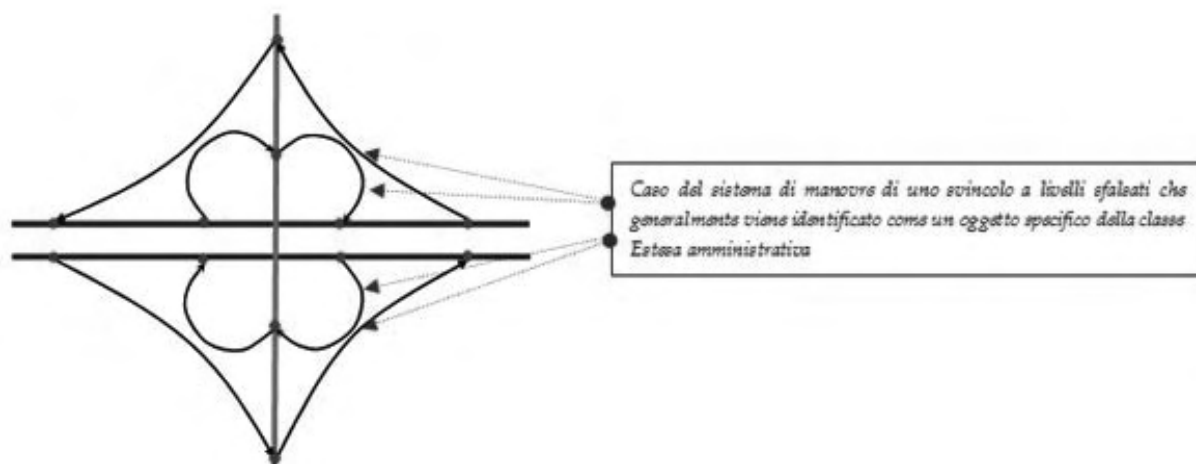 Caso del sistema di manovre di uno svincolo a livelli sfalsati che
generalmente viene identificato come un oggetto specifico della classe
Estesa amministrativa